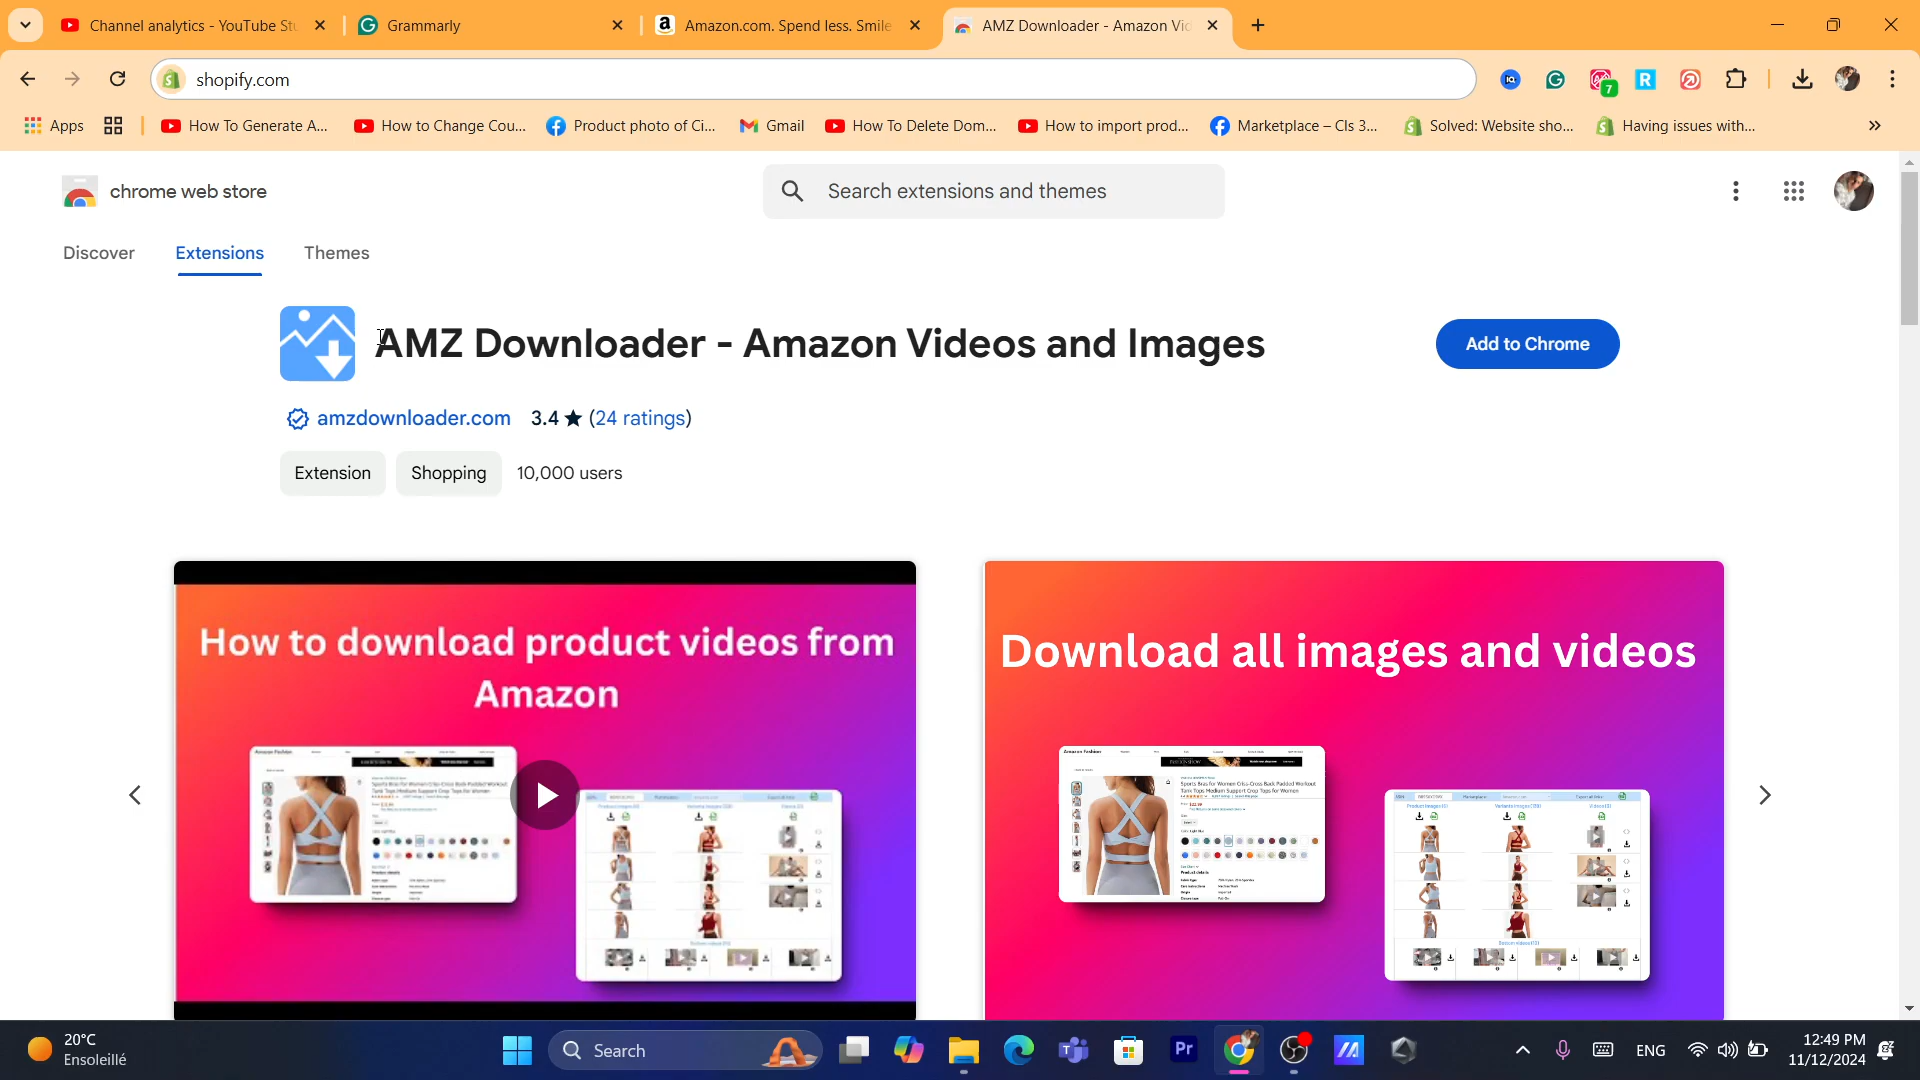 Channel analytics - YouTube Stu
Grammarly
Amazon.com. Spend less. Smile
AMZ Downloader - Amazon Vid
shopify.com
7
Apps
How To Generate A...
How to Change Cou...
Product photo of Ci...
Gmail
How To Delete Dom...
How to import prod...
Marketplace – Cls 3...
Solved: Website sho...
Having issues with...
chrome web store
Search extensions and themes
Discover
Extensions
Themes
AMZ Downloader - Amazon Videos and Images
Add to Chrome
amzdownloader.com
3.4 ★ (24 ratings)
Extension
Shopping
10,000 users
How to download product videos from
Amazon
Download all images and videos
20°C
Ensoleillé
Search
Pr
ENG
12:49 PM
11/12/2024